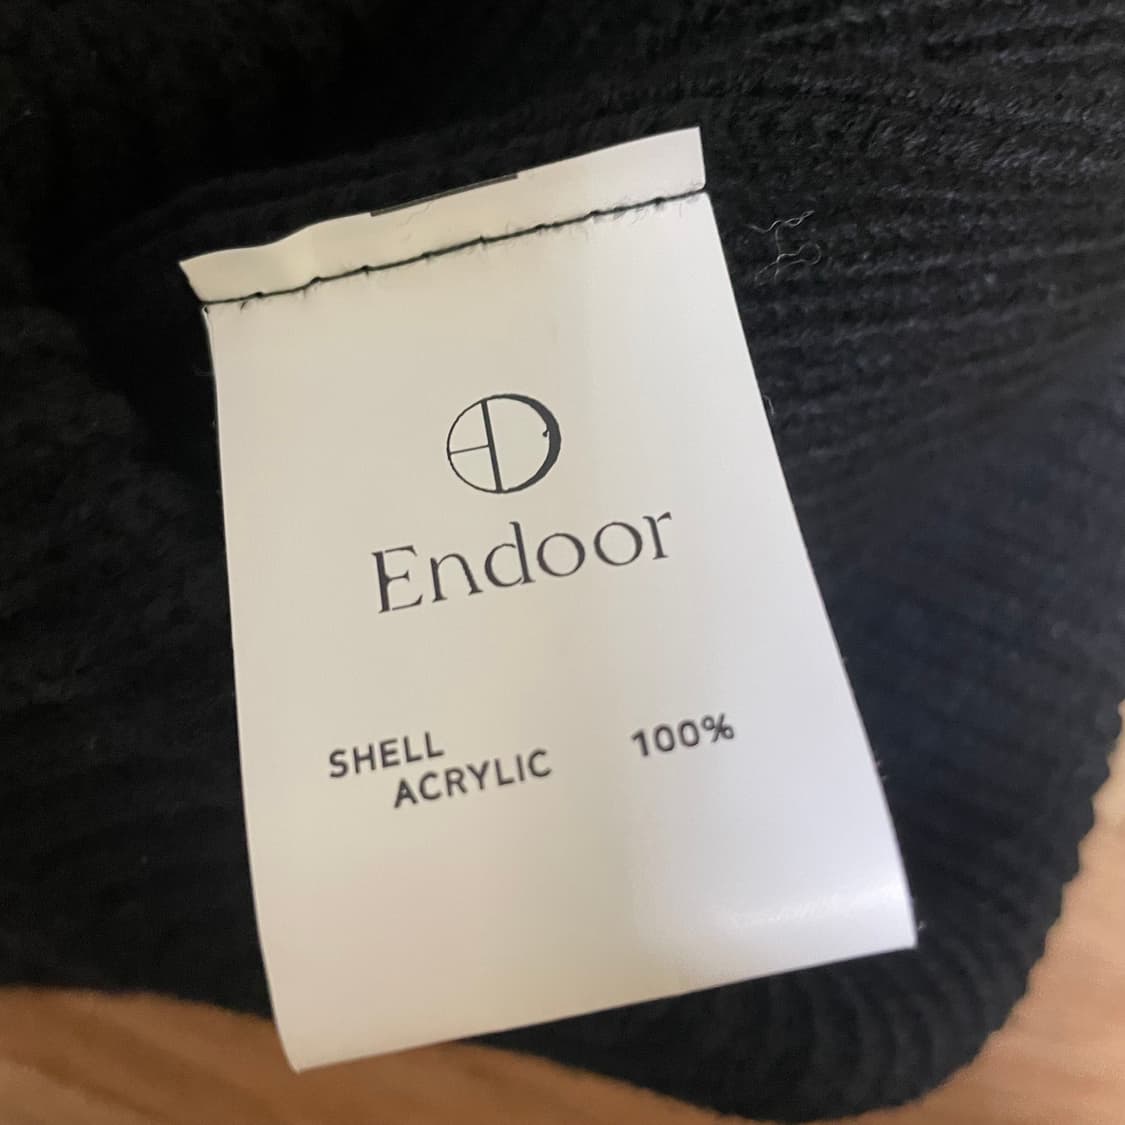 Endoor
SHELL
ACRYLIC 100%